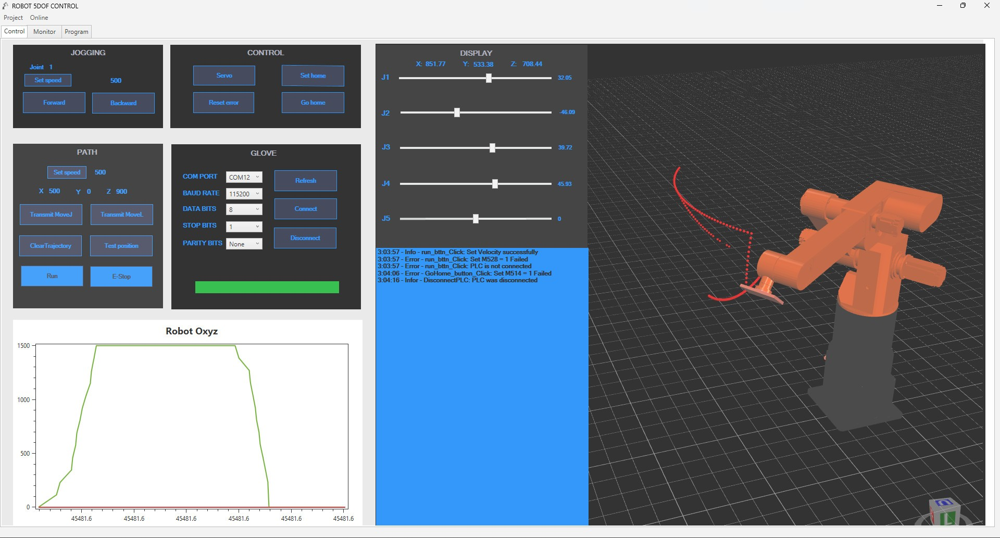 ROBOT 5DOF CONTROL
Project Online
Control Monitor Program
JOGGING
Joint 1
Set speed 500
Forward Backward
CONTROL
Servo Set home
Reset error Go home
PATH
Set speed 500
X 500 Y 0 Z 900
Transmit MoveJ Transmit MoveL
ClearTrajectory Test position
Run E-Stop
GLOVE
COM PORT COM12 Refresh
BAUD RATE 115200
DATA BITS 8 Connect
STOP BITS 1
PARITY BITS None Disconnect
DISPLAY
X: 851.77 Y: 533.38 Z: 708.44
J1 32.05
J2 -46.09
J3 39.72
J4 45.93
J5 0
3:03:57 - Info - run_bttn_Click: Set Velocity successfully
3:03:57 - Error - run_bttn_Click: Set M528 = 1 Failed
3:03:57 - Error - run_bttn_Click: PLC is not connected
3:04:06 - Error - GoHome_button_Click: Set M514 = 1 Failed
3:04:16 - Infor - DisconnectPLC: PLC was disconnected
Robot Oxyz
1500
1000
500
0
45481.6 45481.6 45481.6 45481.6 45481.6 45481.6
U
L